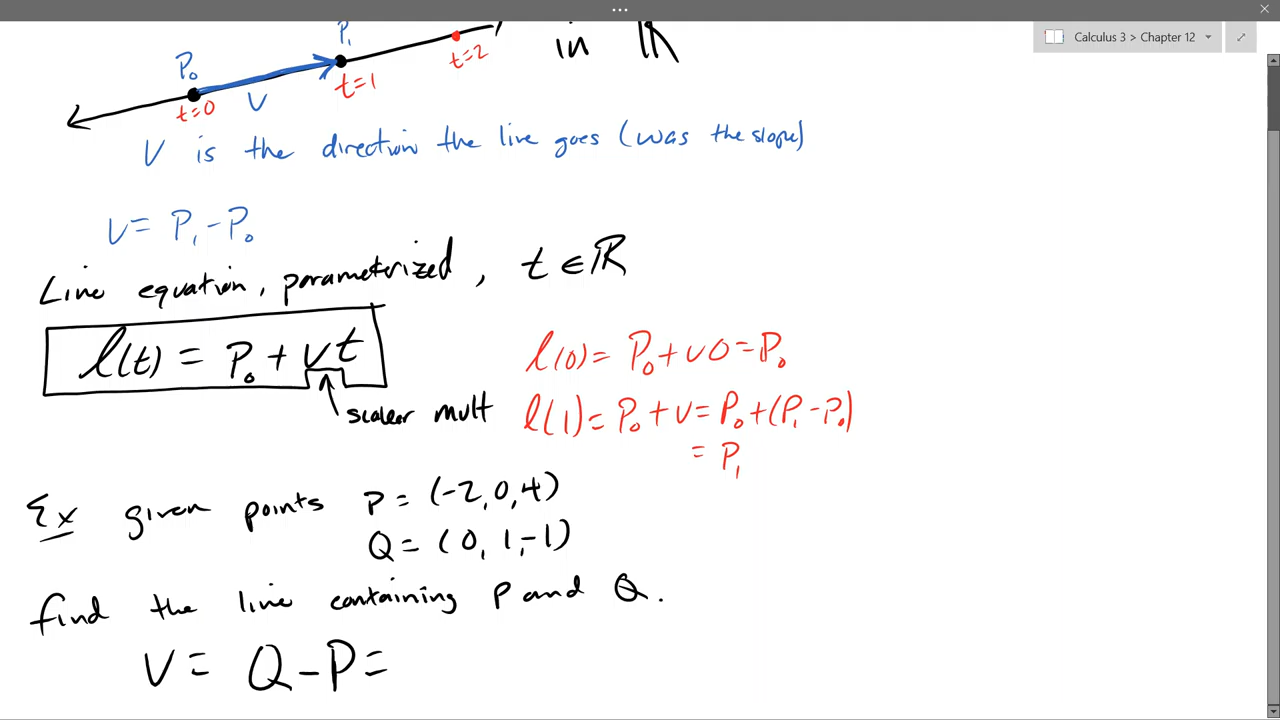 Calculus 3 > Chapter 12
P₁
in ℝ
P₀
t=2
t=1
t=0
V
V is the direction the line goes (was the slope)
V= P₁-P₀
Line equation, parameterized, t∈ℝ
l(t) = P₀ + vt
l(0)= P₀+v0=P₀
scalar mult
l(1)=P₀+v=P₀+(P₁-P₀)
= P₁
Ex given points P= (-2,0,4)
Q= (0, 1,-1)
find the line containing P and Q.
V= Q-P=